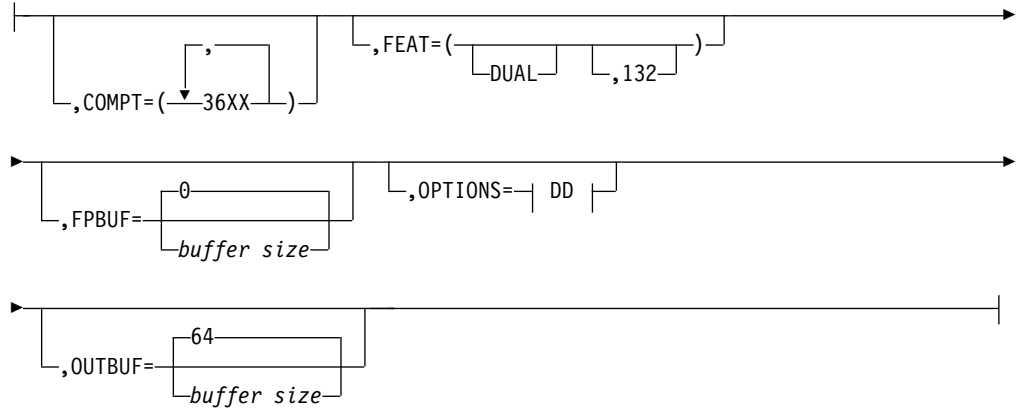 ,COMPT=( 36XX , )
,FEAT=( DUAL ,132 )
,FPBUF= 0
buffer size
,OPTIONS= DD
,OUTBUF= 64
buffer size